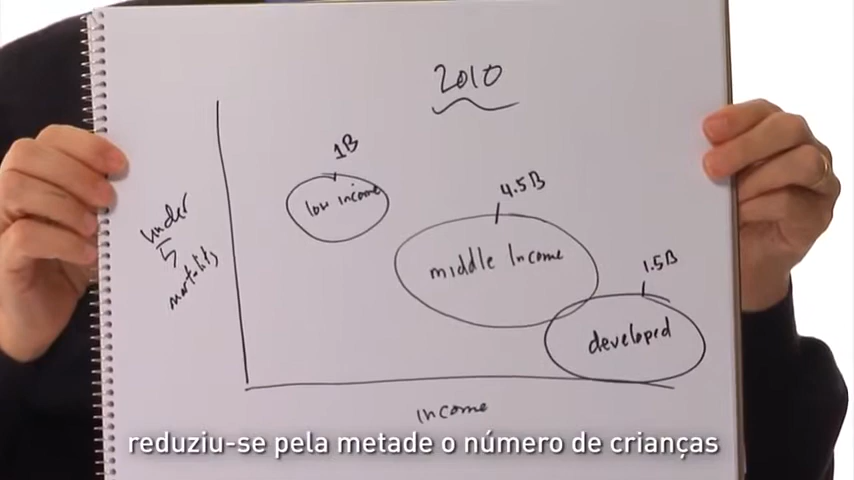 2010
1B
low income
4.5B
middle Income
1.5B
developed
under
5
mortality
income
reduziu-se pela metade o número de crianças